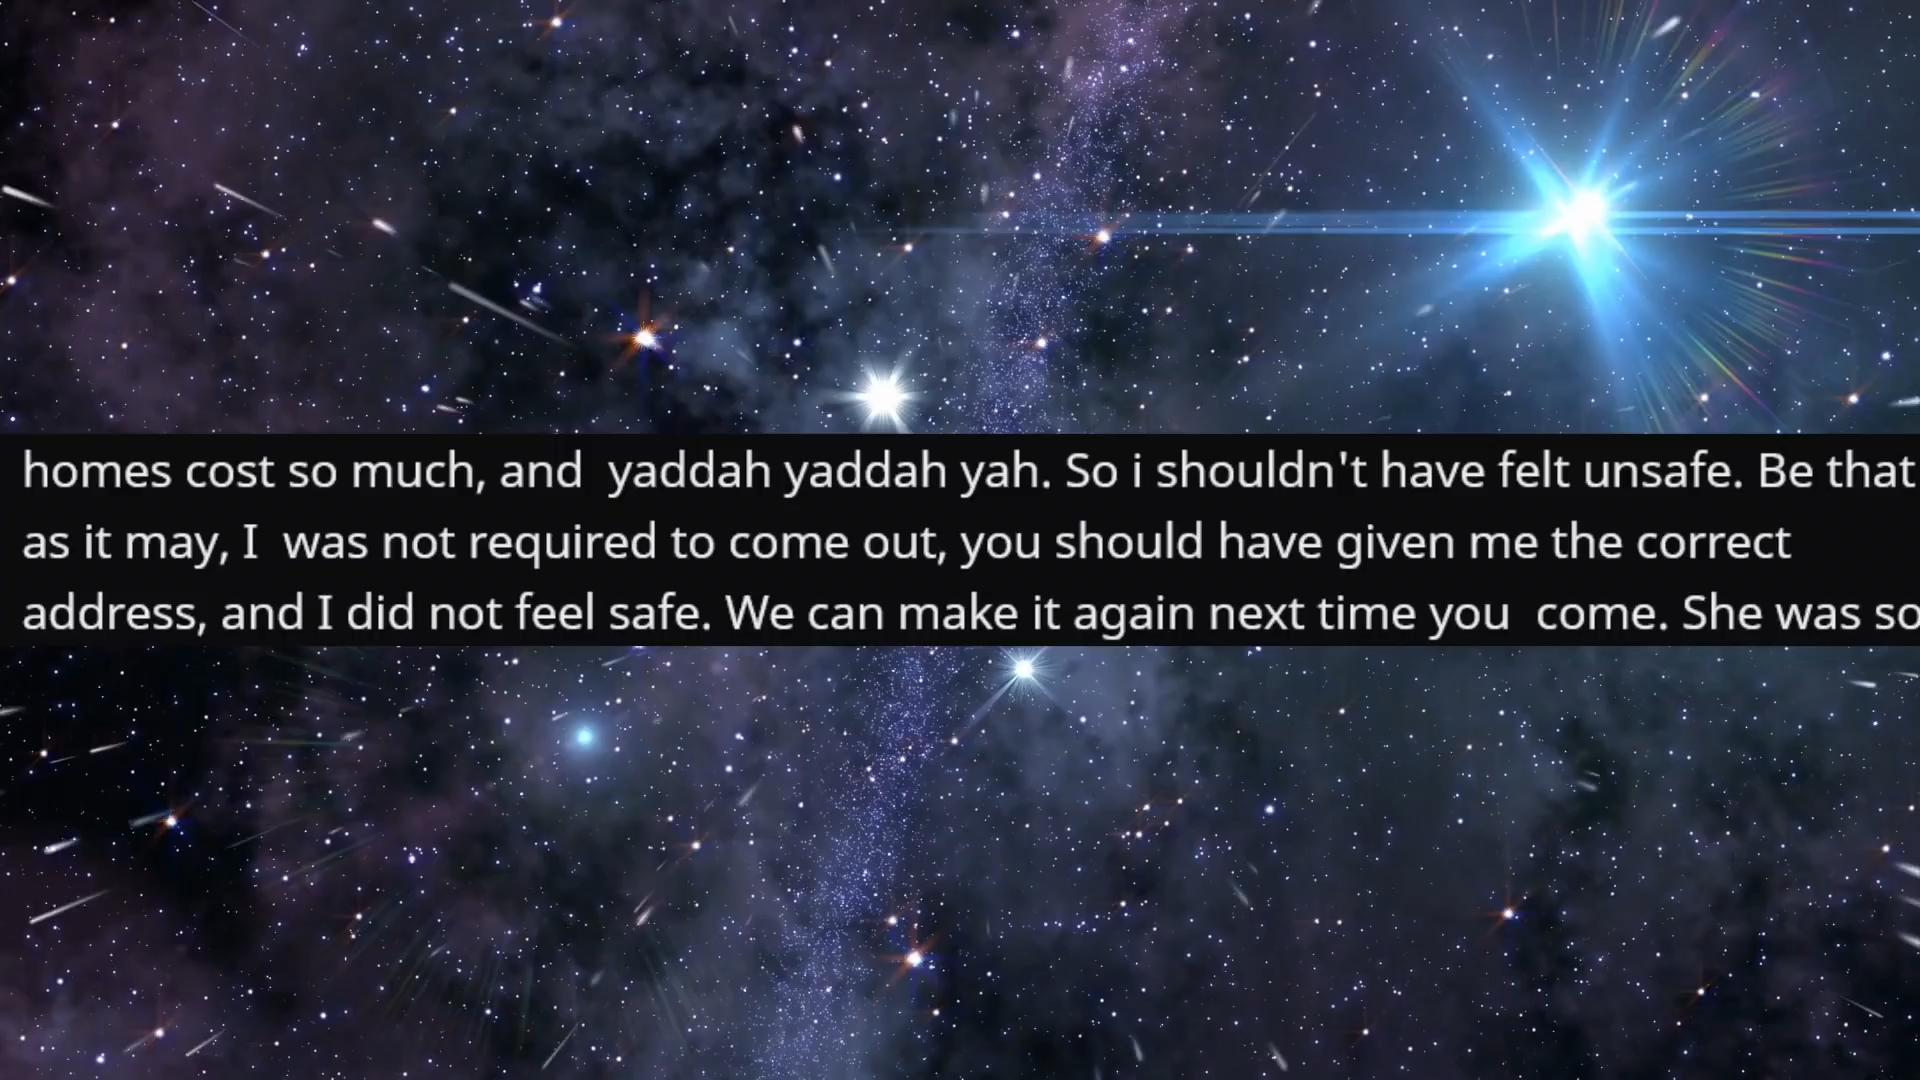 homes cost so much, and  yaddah yaddah yah. So i shouldn't have felt unsafe. Be that
as it may, I  was not required to come out, you should have given me the correct
address, and I did not feel safe. We can make it again next time you  come. She was so